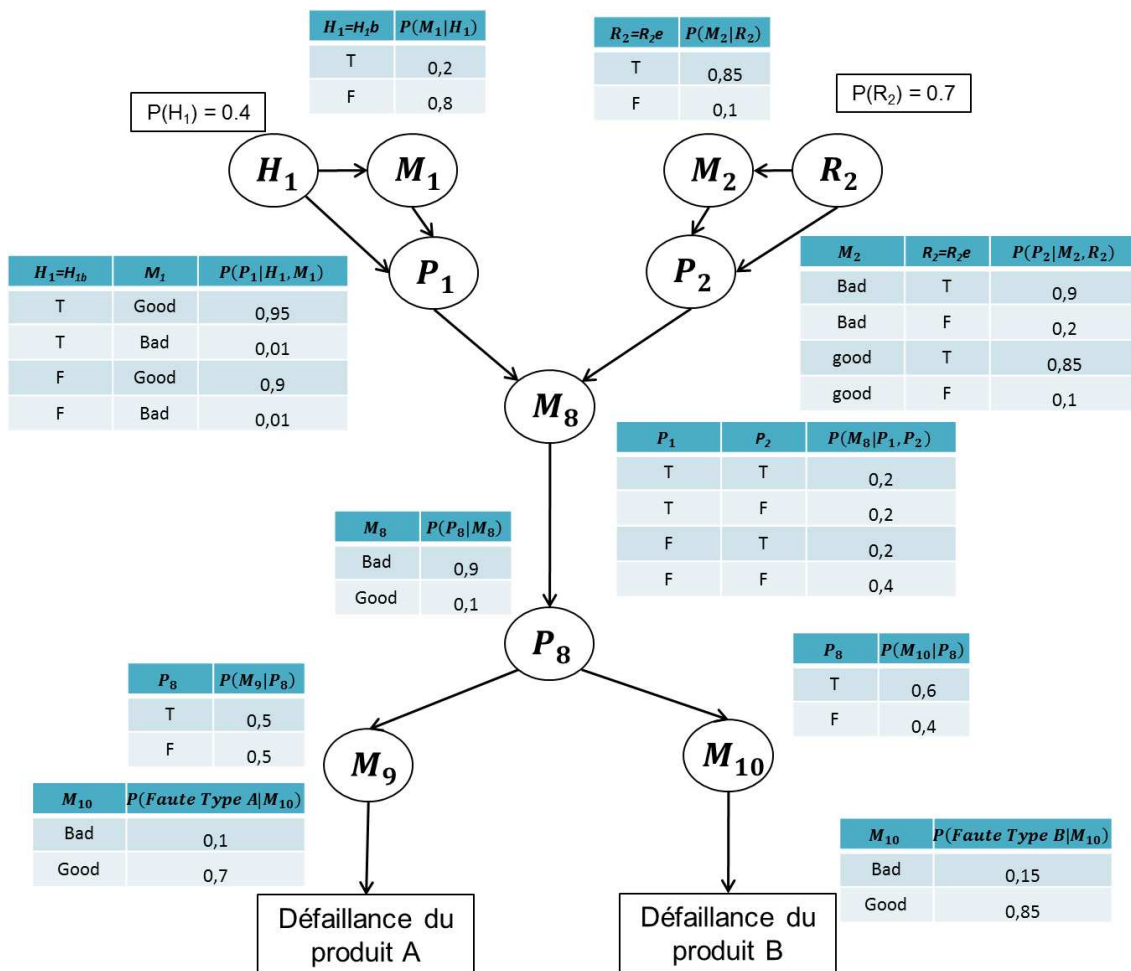 H₁=H₁b P(M₁|H₁)
T 0,2
F 0,8
R₂=R₂e P(M₂|R₂)
T 0,85
F 0,1
P(H₁) = 0.4
P(R₂) = 0.7
H₁ M₁ M₂ R₂
P₁ P₂
H₁=H₁b M₁ P(P₁|H₁, M₁)
T Good 0,95
T Bad 0,01
F Good 0,9
F Bad 0,01
M₂ R₂=R₂e P(P₂|M₂, R₂)
Bad T 0,9
Bad F 0,2
good T 0,85
good F 0,1
M₈
P₁ P₂ P(M₈|P₁, P₂)
T T 0,2
T F 0,2
F T 0,2
F F 0,4
M₈ P(P₈|M₈)
Bad 0,9
Good 0,1
P₈
P₈ P(M₉|P₈)
T 0,5
F 0,5
P₈ P(M₁₀|P₈)
T 0,6
F 0,4
M₉ M₁₀
M₁₀ P(Faute Type A|M₁₀)
Bad 0,1
Good 0,7
M₁₀ P(Faute Type B|M₁₀)
Bad 0,15
Good 0,85
Défaillance du
produit A
Défaillance du
produit B